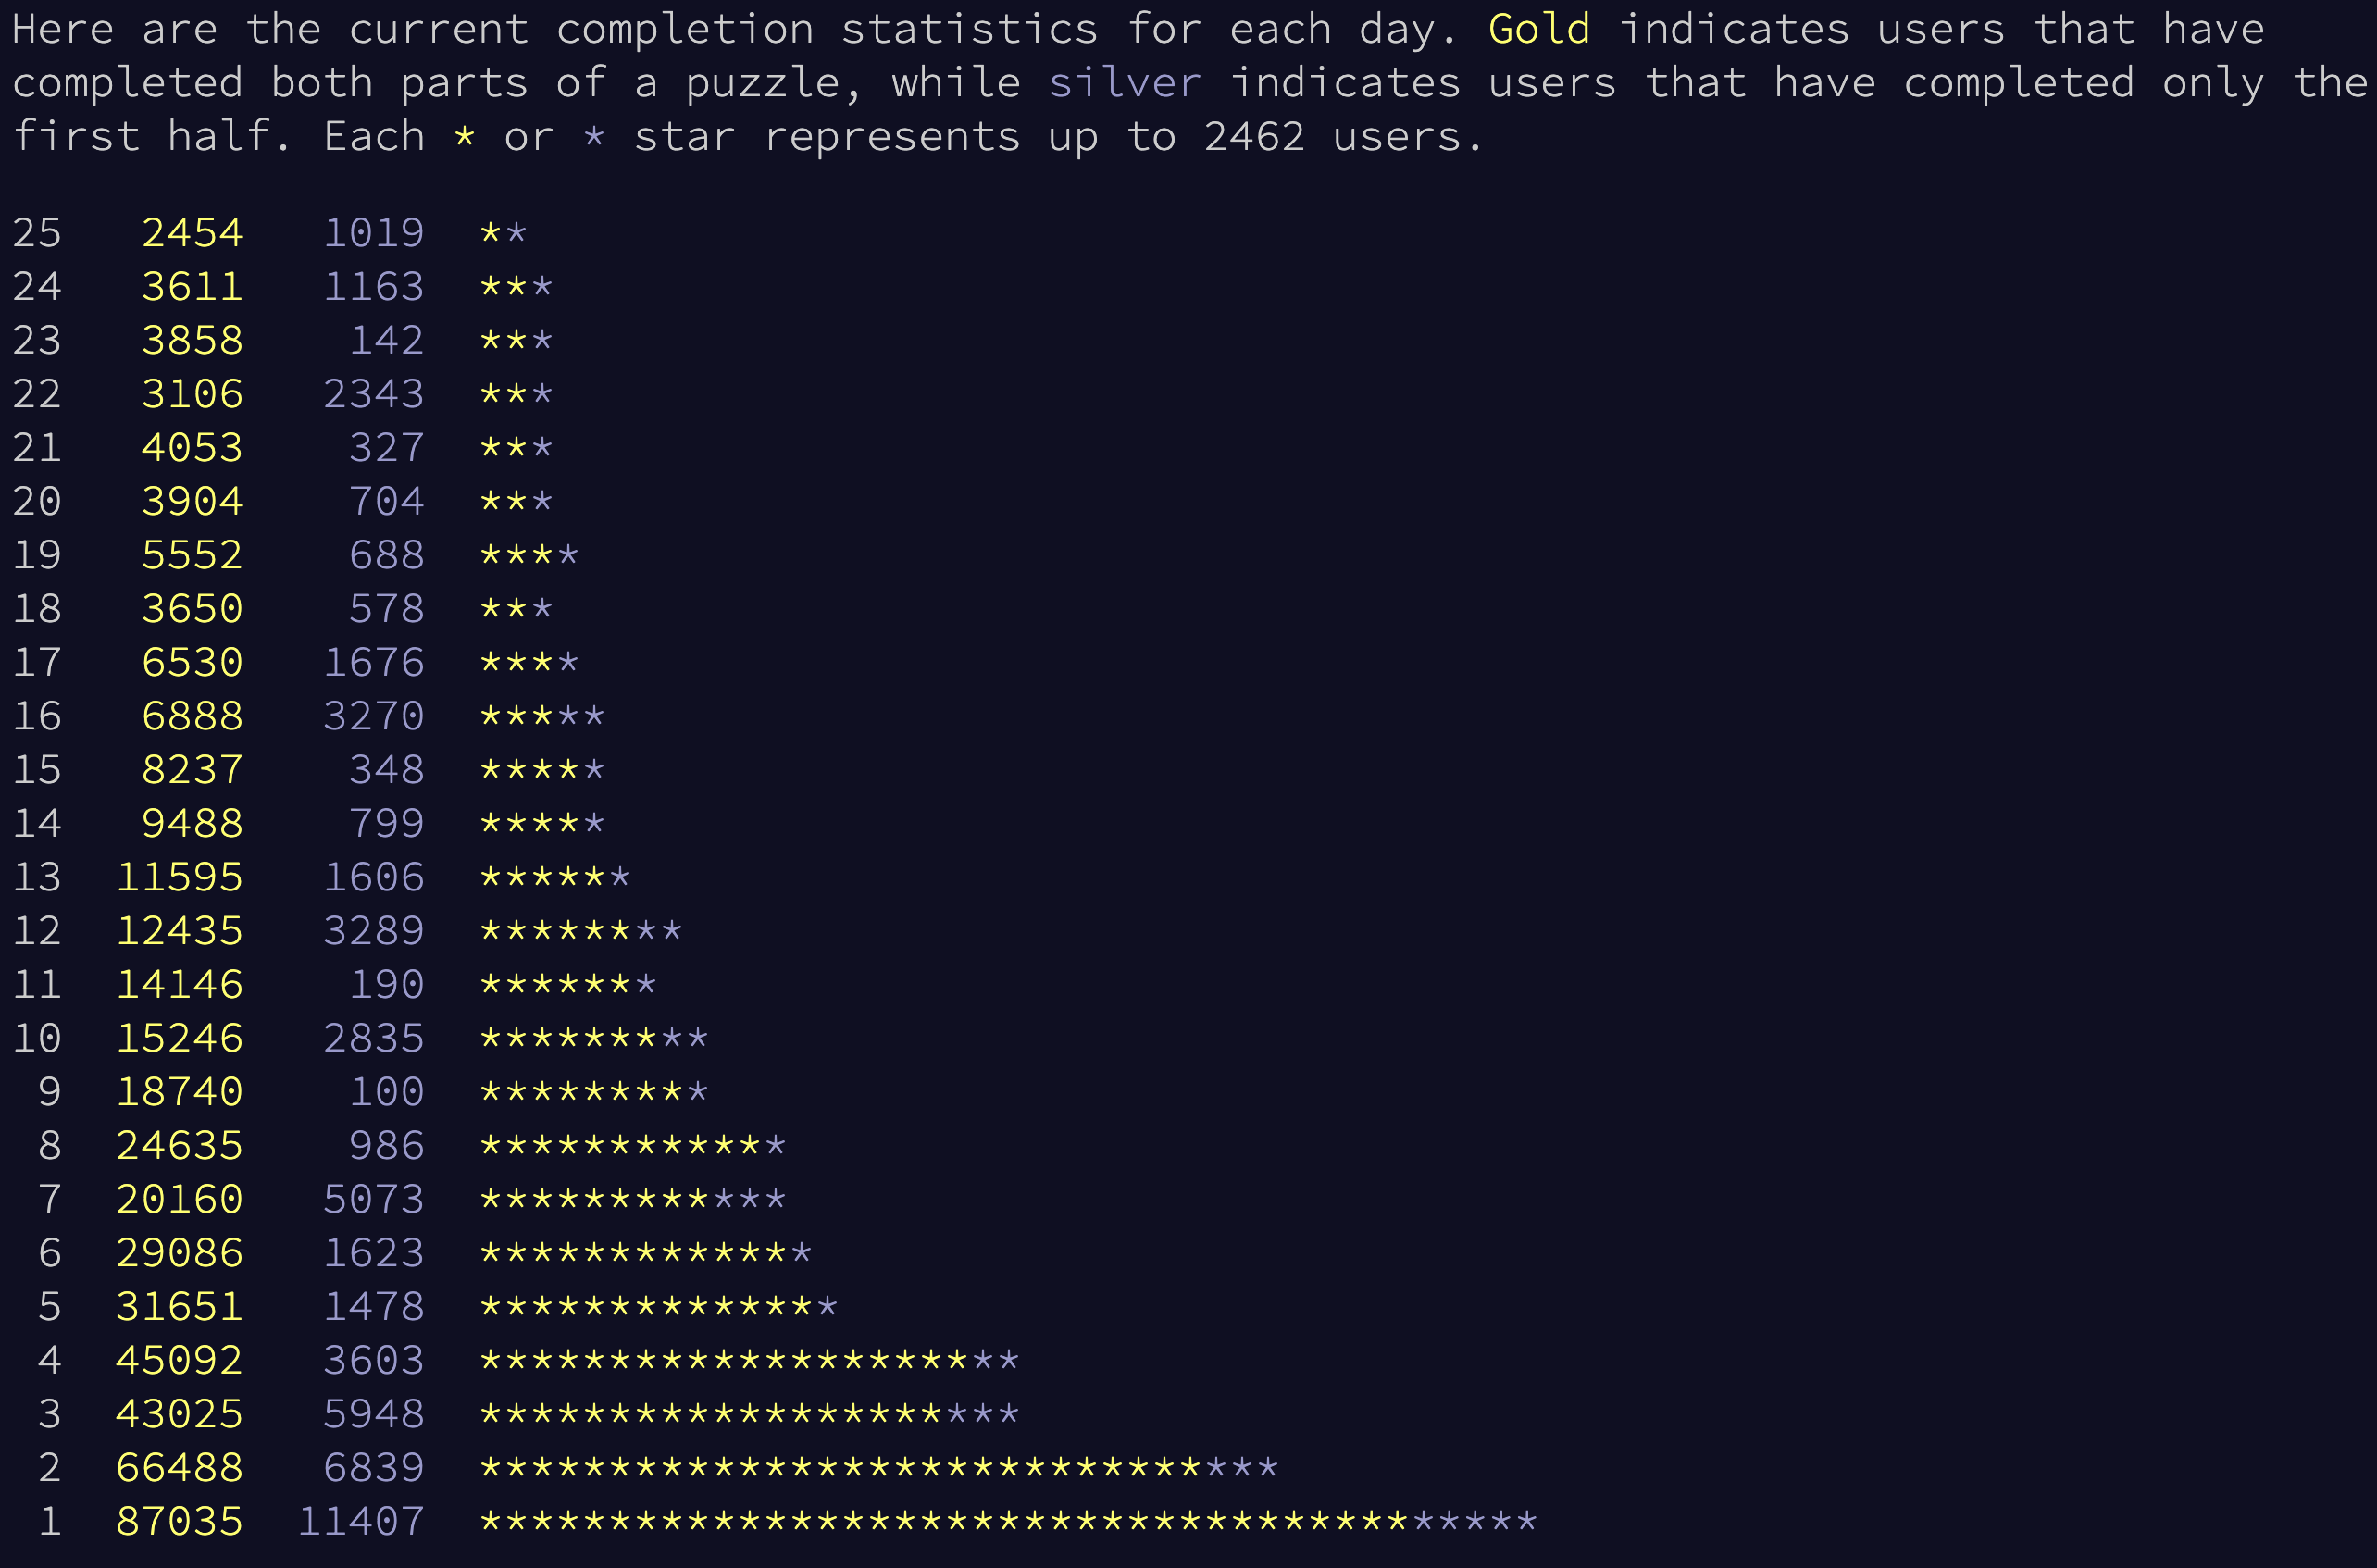 Here are the current completion statistics for each day. Gold indicates users that have
completed both parts of a puzzle, while silver indicates users that have completed only the
first half. Each * or * star represents up to 2462 users.
25   2454   1019  **
24   3611   1163  ***
23   3858    142  ***
22   3106   2343  ***
21   4053    327  ***
20   3904    704  ***
19   5552    688  ****
18   3650    578  ***
17   6530   1676  ****
16   6888   3270  *****
15   8237    348  *****
14   9488    799  *****
13  11595   1606  ******
12  12435   3289  ********
11  14146    190  *******
10  15246   2835  *********
 9  18740    100  *********
 8  24635    986  ************
 7  20160   5073  ************
 6  29086   1623  *************
 5  31651   1478  **************
 4  45092   3603  *********************
 3  43025   5948  *********************
 2  66488   6839  *******************************
 1  87035  11407  *****************************************